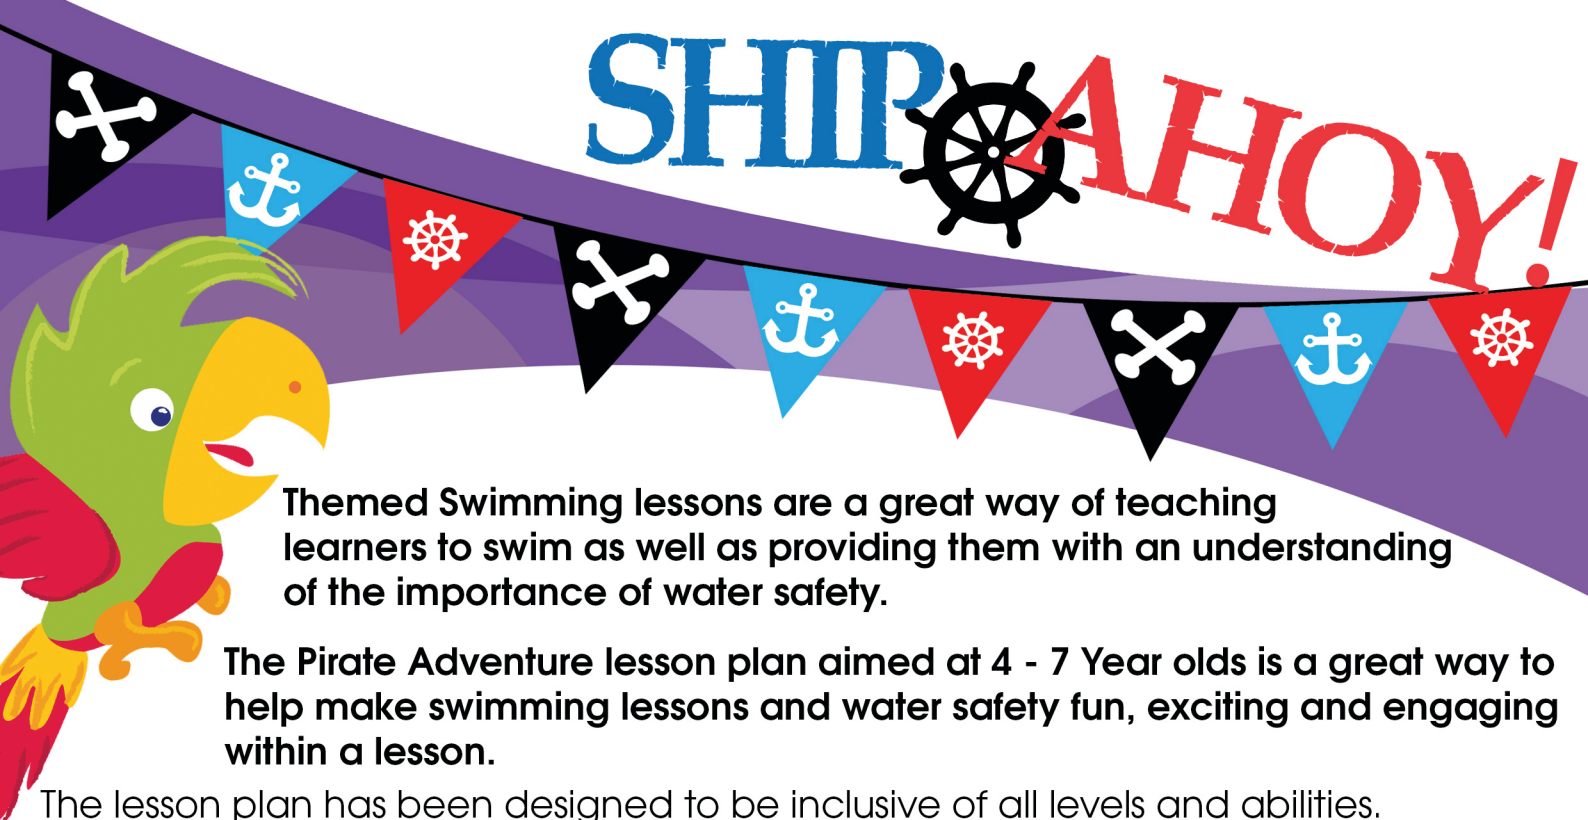 SHIP AHOY!
Themed Swimming lessons are a great way of teaching
learners to swim as well as providing them with an understanding
of the importance of water safety.
The Pirate Adventure lesson plan aimed at 4 - 7 Year olds is a great way to
help make swimming lessons and water safety fun, exciting and engaging
within a lesson.
The lesson plan has been designed to be inclusive of all levels and abilities.